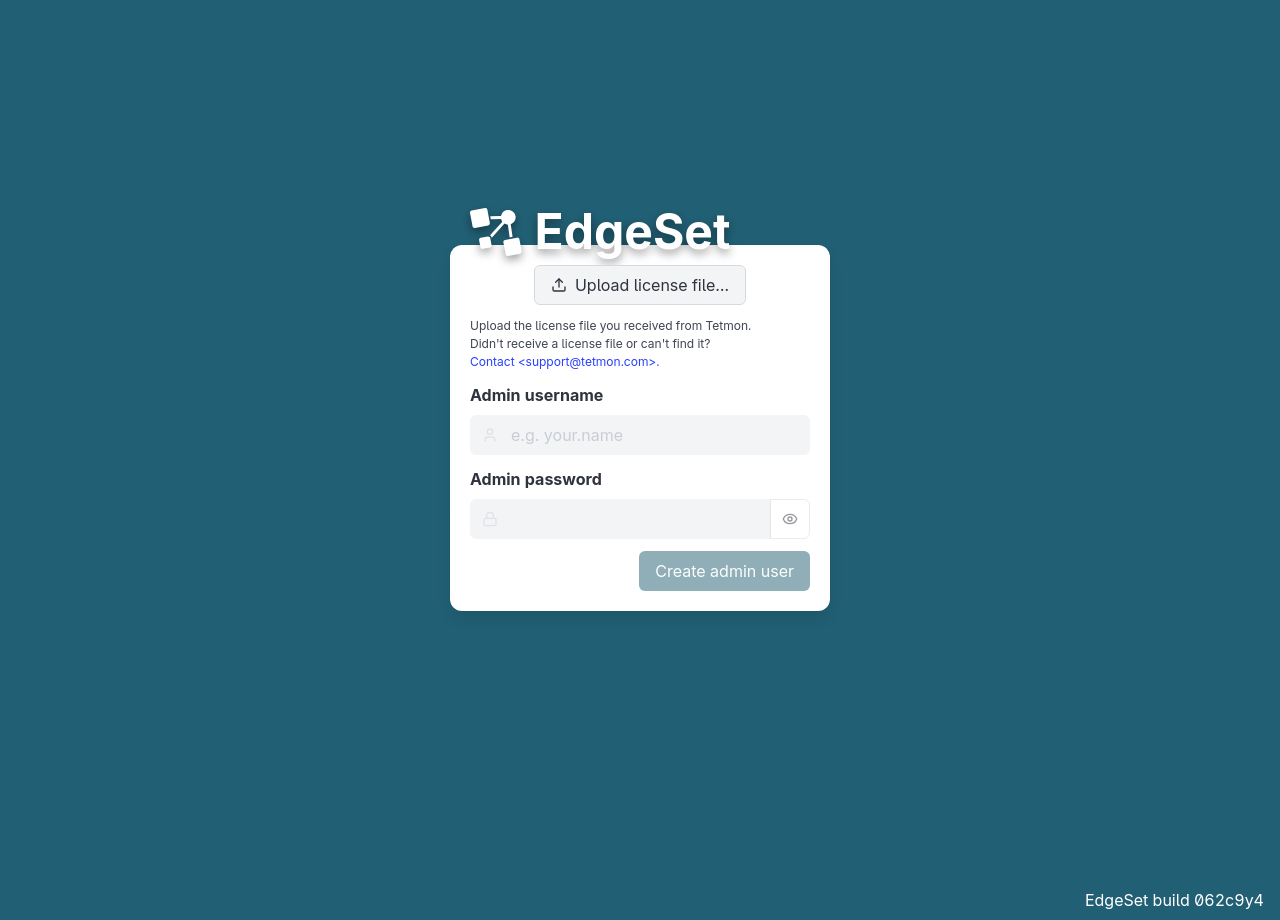 EdgeSet
Upload license file...
Upload the license file you received from Tetmon.
Didn't receive a license file or can't find it?
Contact <support@tetmon.com>.
Admin username
e.g. your.name
Admin password
Create admin user
EdgeSet build 062c9y4